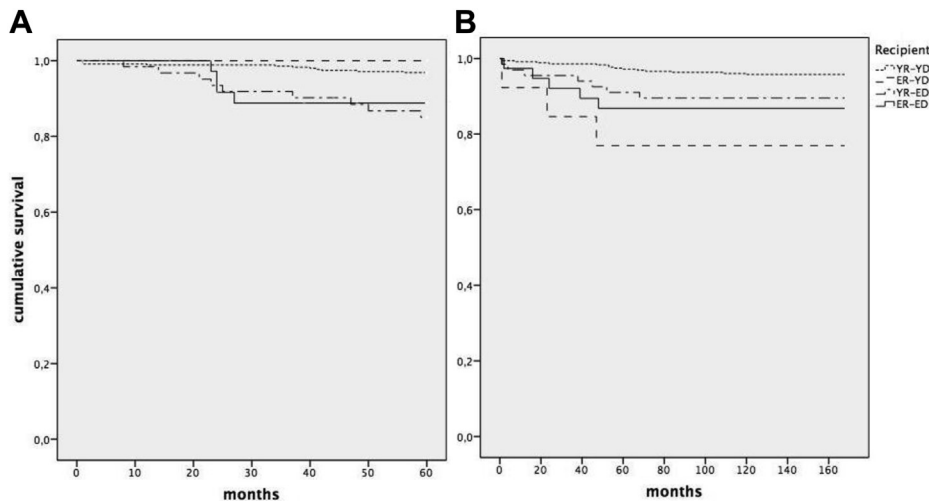 A
B
cumulative survival
1,0
0,8
0,6
0,4
0,2
0,0
0 10 20 30 40 50 60
months
1,0
0,8
0,6
0,4
0,2
0,0
0 20 40 60 80 100 120 140 160
months
Recipient
YR-YD
ER-YD
YR-ED
ER-ED